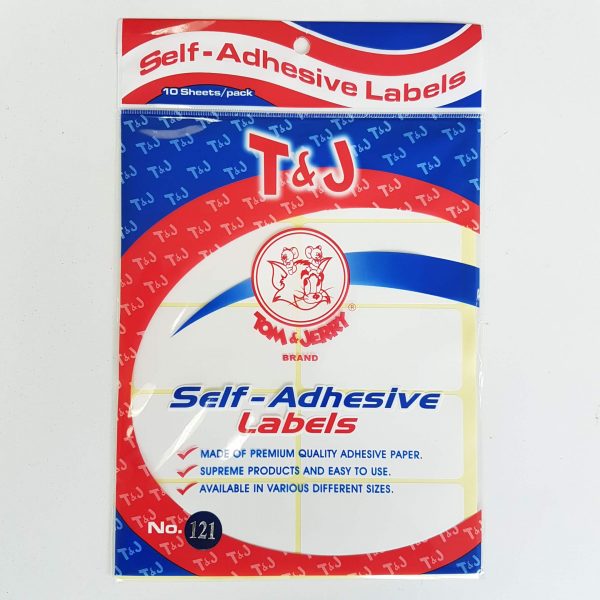 Self-Adhesive Labels
10 Sheets/pack
T&J
TOM & JERRY ®
BRAND
Self-Adhesive
Labels
MADE OF PREMIUM QUALITY ADHESIVE PAPER.
SUPREME PRODUCTS AND EASY TO USE.
AVAILABLE IN VARIOUS DIFFERENT SIZES.
No. 121